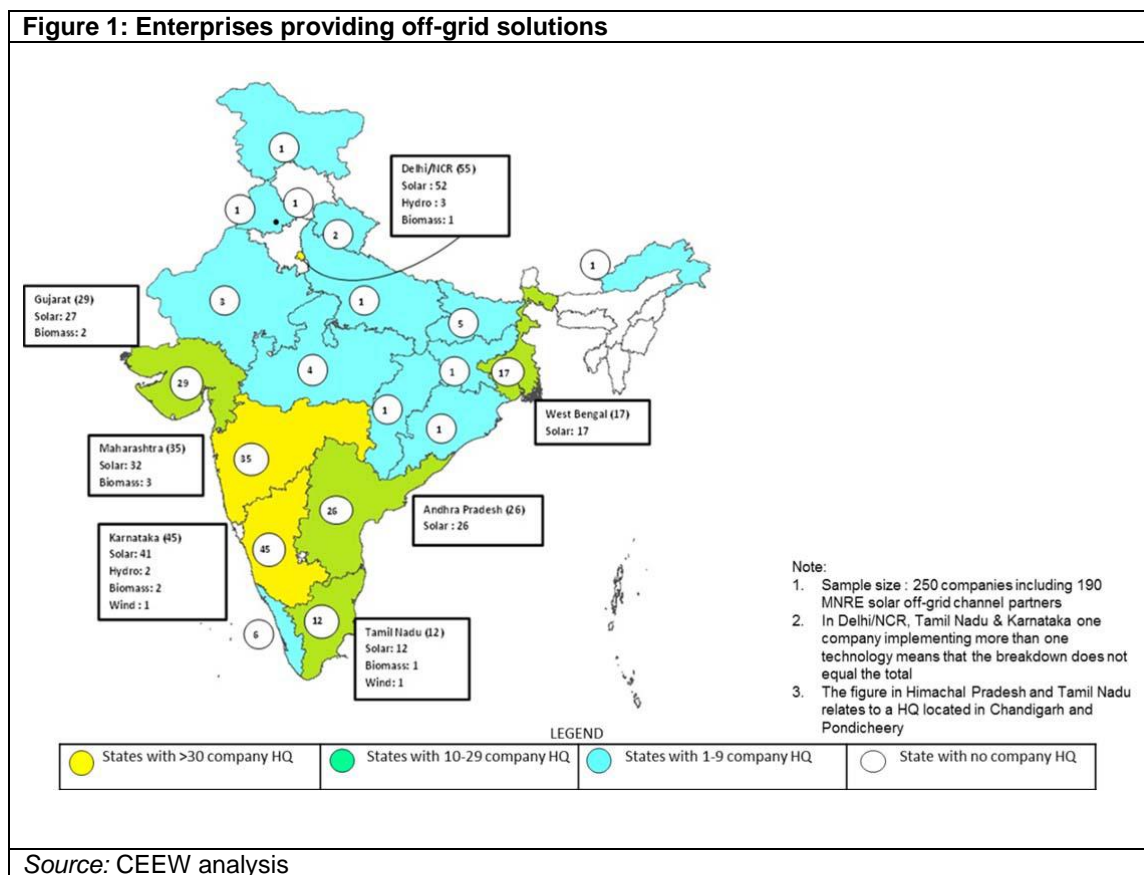 Figure 1: Enterprises providing off-grid solutions
1
Delhi/NCR (55)
Solar : 52
Hydro : 3
Biomass: 1
1
1
2
1
Gujarat (29)
Solar: 27
Biomass: 2
3
1
5
29
4
1
17
1
1
West Bengal (17)
Solar: 17
Maharashtra (35)
Solar: 32
Biomass: 3
35
26
Andhra Pradesh (26)
Solar : 26
Karnataka (45)
Solar: 41
Hydro: 2
Biomass: 2
Wind : 1
45
6
12
Tamil Nadu (12)
Solar: 12
Biomass: 1
Wind: 1
Note:
1. Sample size : 250 companies including 190
MNRE solar off-grid channel partners
2. In Delhi/NCR, Tamil Nadu & Karnataka one
company implementing more than one
technology means that the breakdown does not
equal the total
3. The figure in Himachal Pradesh and Tamil Nadu
relates to a HQ located in Chandigarh and
Pondicheery
LEGEND
States with >30 company HQ
States with 10-29 company HQ
States with 1-9 company HQ
State with no company HQ
Source: CEEW analysis